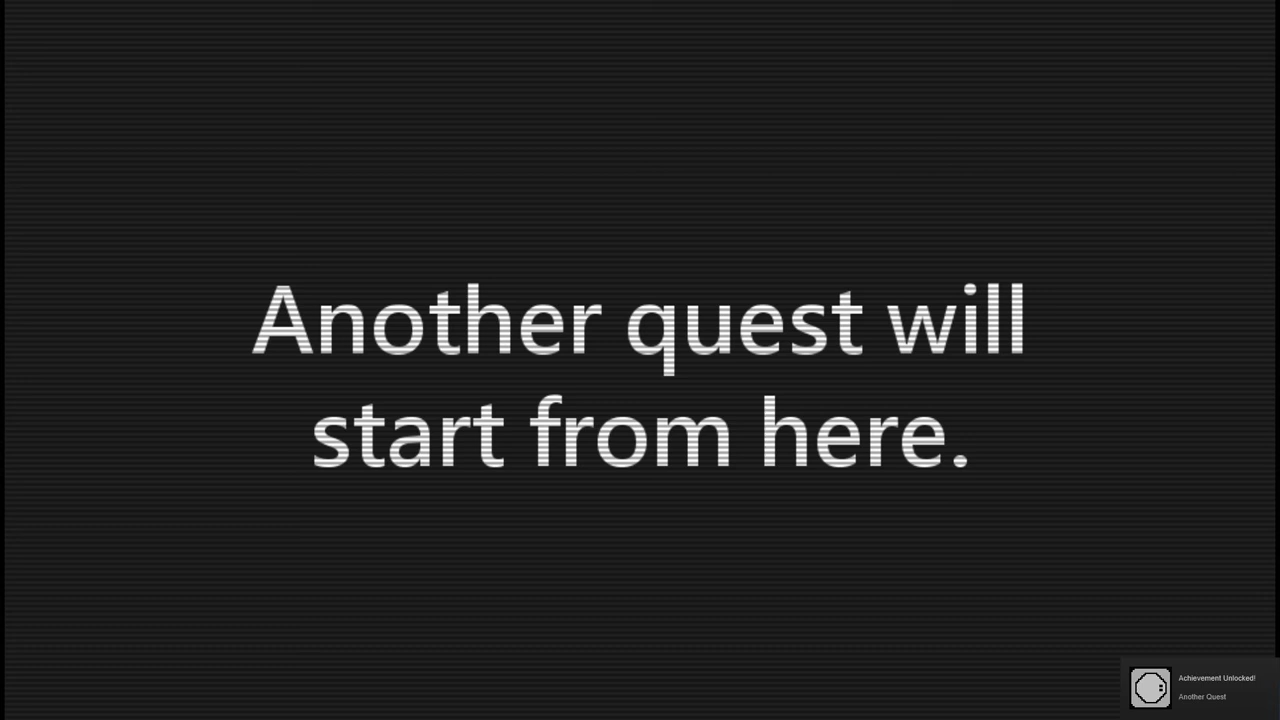 Another quest will
start from here.
Achievement Unlocked!
Another Quest